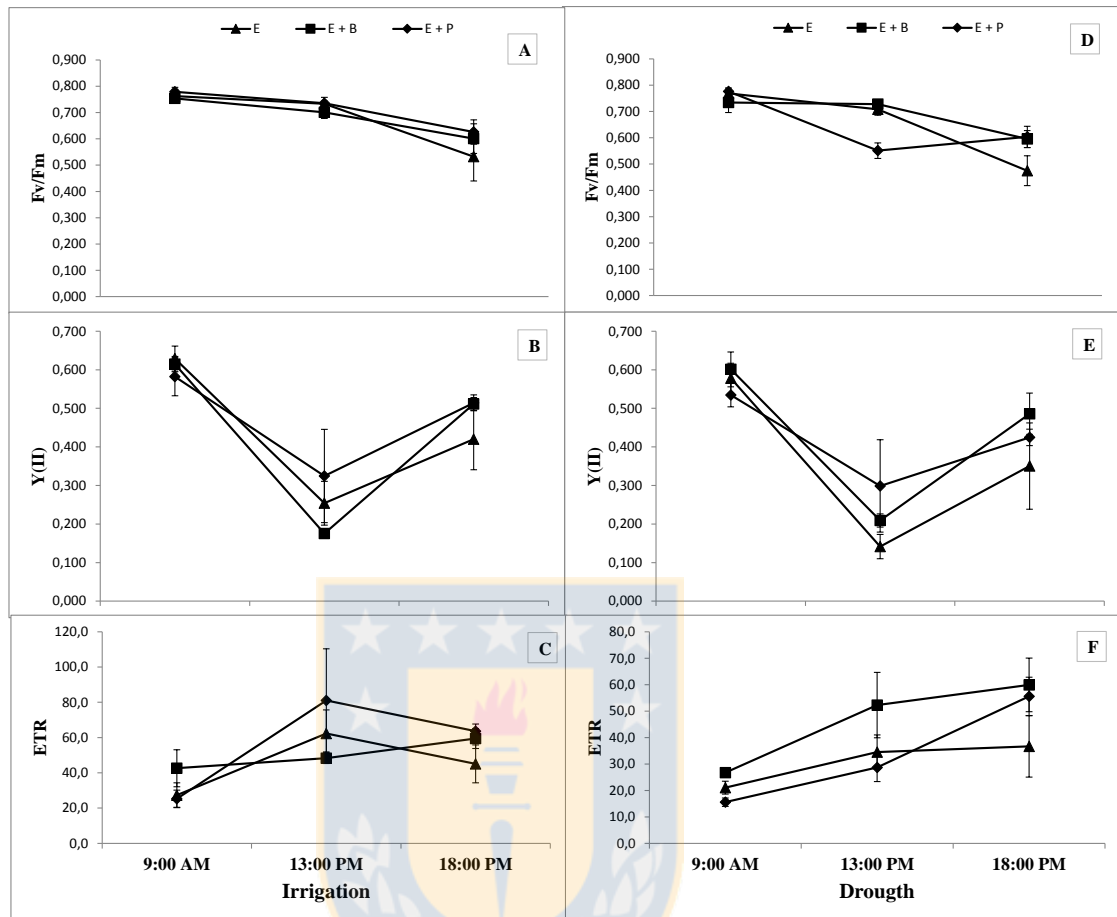 E E + B E + P
A
0,900
0,800
0,700
0,600
0,500
0,400
0,300
0,200
0,100
0,000
Fv/Fm
E E + B E + P
D
0,900
0,800
0,700
0,600
0,500
0,400
0,300
0,200
0,100
0,000
Fv/Fm
B
0,700
0,600
0,500
0,400
0,300
0,200
0,100
0,000
Y(II)
E
0,700
0,600
0,500
0,400
0,300
0,200
0,100
0,000
Y(II)
C
120,0
100,0
80,0
60,0
40,0
20,0
0,0
ETR
9:00 AM 13:00 PM 18:00 PM
Irrigation
F
80,0
70,0
60,0
50,0
40,0
30,0
20,0
10,0
0,0
ETR
9:00 AM 13:00 PM 18:00 PM
Drougth